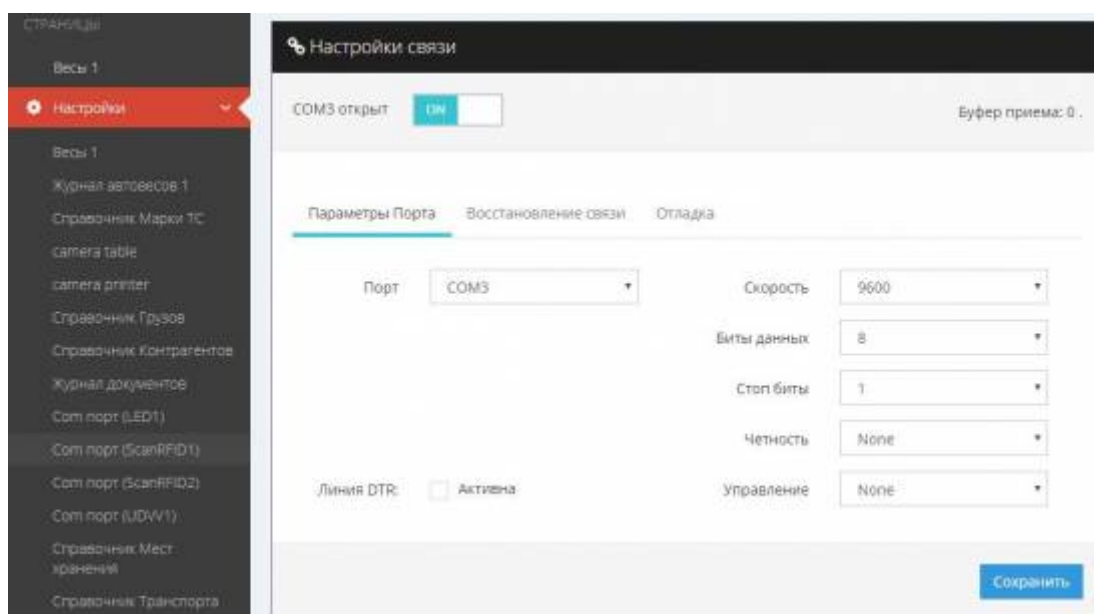 СТРАНИЦЫ
Весы 1
Настройки
Весы 1
Журнал автовесов 1
Справочник Марки ТС
camera table
camera printer
Справочник Грузов
Справочник Контрагентов
Журнал документов
Com порт (LED1)
Com порт (ScanRFID1)
Com порт (ScanRFID2)
Com порт (UDVV1)
Справочник Мест
хранения
Справочник Транспорта
Настройки связи
COM3 открыт ON
Буфер приема: 0 .
Параметры Порта Восстановление связи Отладка
Порт COM3 Скорость 9600
Биты данных 8
Стоп биты 1
Четность None
Линия DTR: Активна Управление None
Сохранить